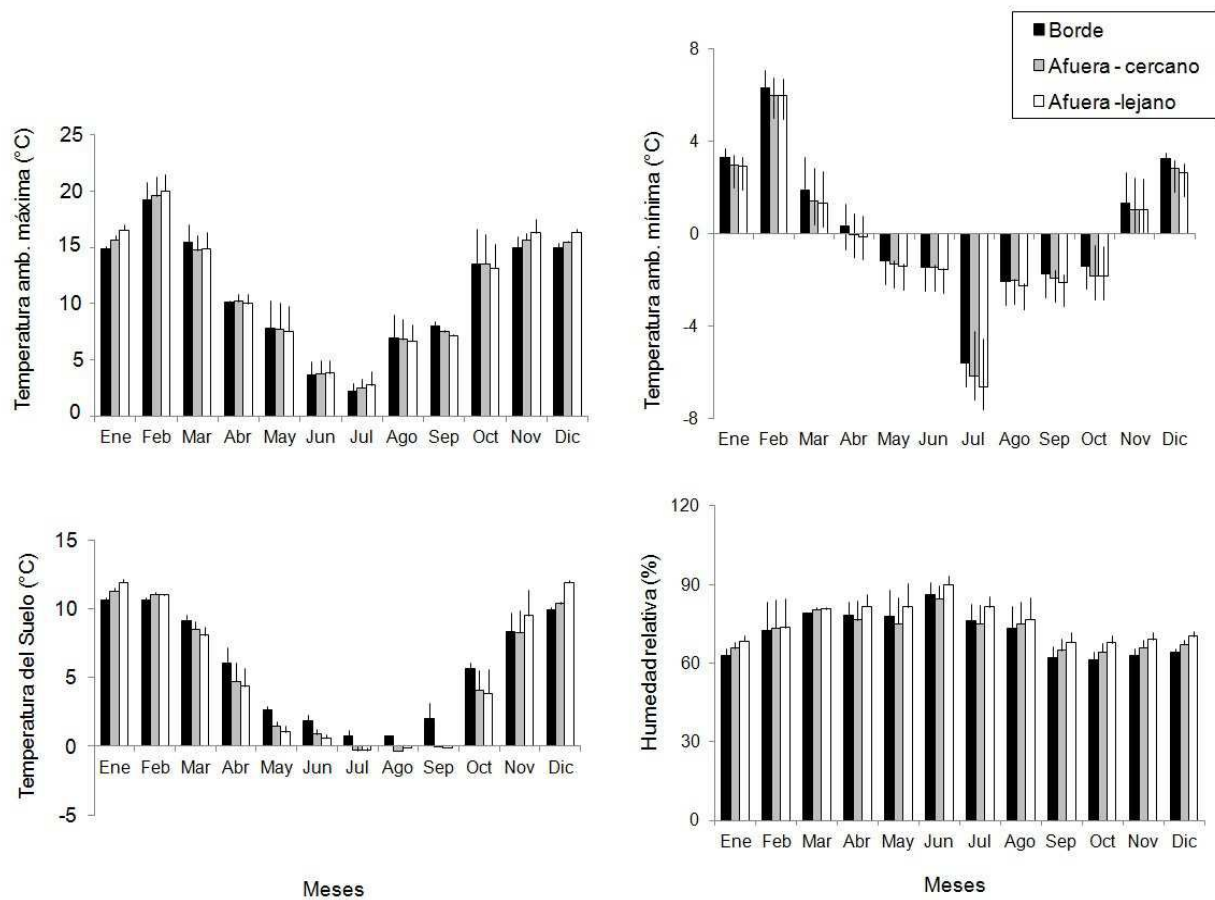 Borde
Afuera - cercano
Afuera -lejano
Temperatura amb. máxima (°C)
25
20
15
10
5
0
Ene Feb Mar Abr May Jun Jul Ago Sep Oct Nov Dic
Temperatura amb. mínima (°C)
8
4
0
-4
-8
Ene Feb Mar Abr May Jun Jul Ago Sep Oct Nov Dic
Temperatura del Suelo (°C)
15
10
5
0
-5
Ene Feb Mar Abr May Jun Jul Ago Sep Oct Nov Dic
Meses
Humedad relativa (%)
120
90
60
30
0
Ene Feb Mar Abr May Jun Jul Ago Sep Oct Nov Dic
Meses